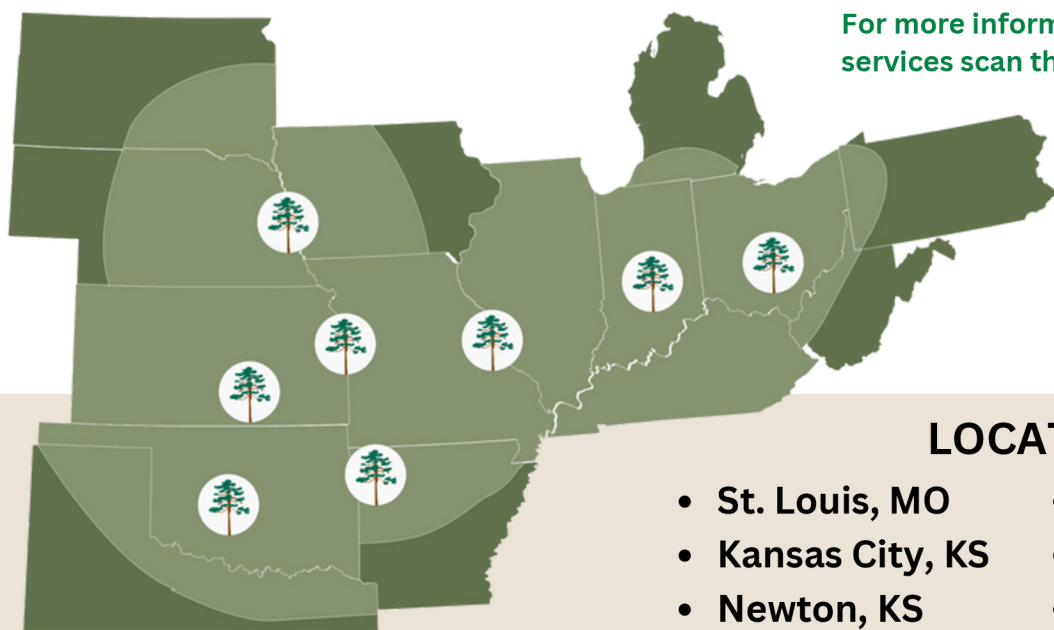 For more inform
services scan th
LOCAT
• St. Louis, MO
• Kansas City, KS
• Newton, KS